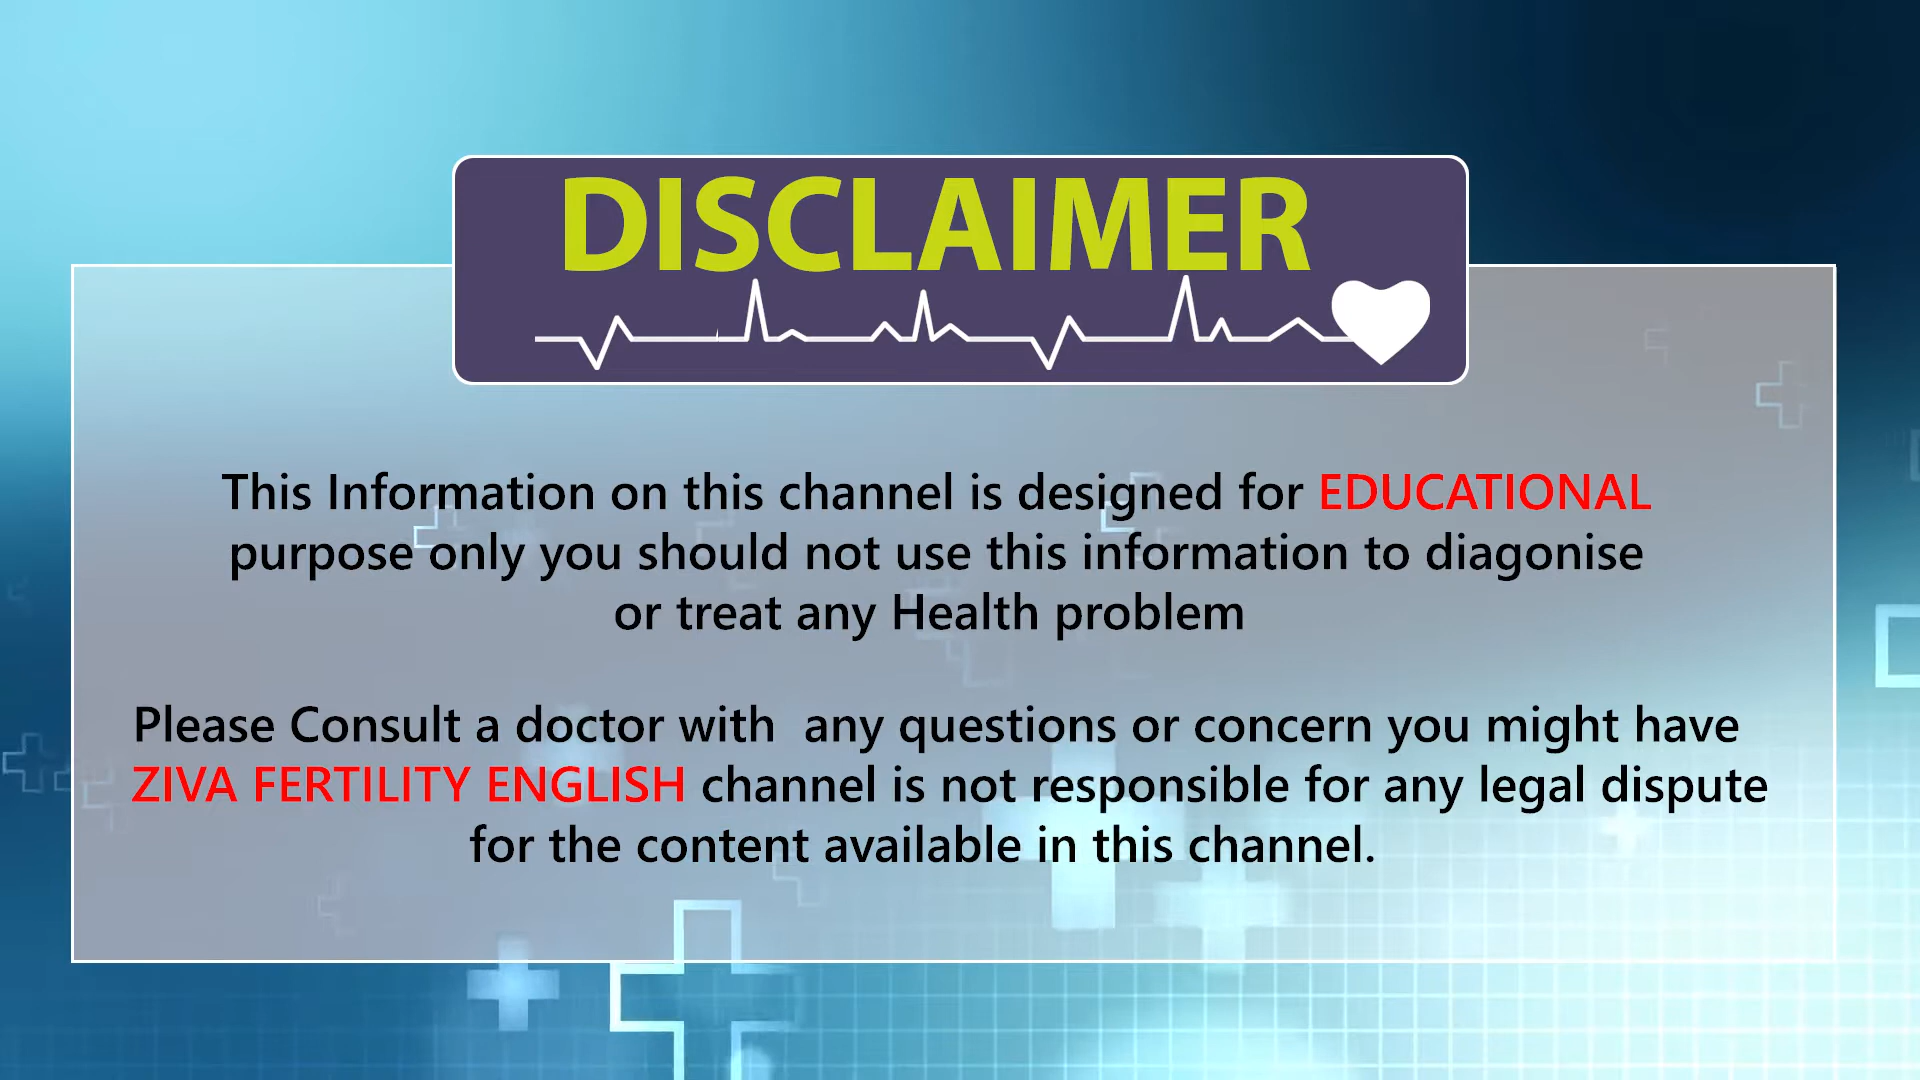 DISCLAIMER
This Information on this channel is designed for EDUCATIONAL
purpose only you should not use this information to diagonise
or treat any Health problem
Please Consult a doctor with  any questions or concern you might have
ZIVA FERTILITY ENGLISH channel is not responsible for any legal dispute
for the content available in this channel.